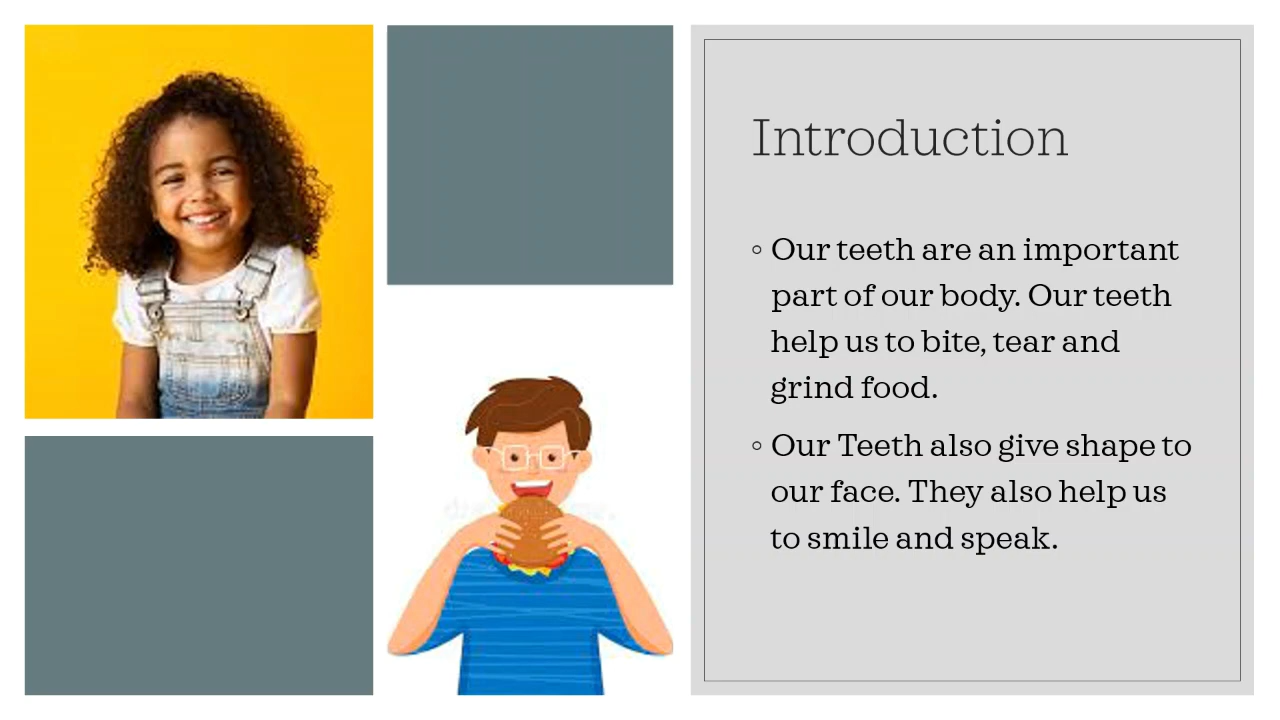 Introduction
◦ Our teeth are an important
part of our body. Our teeth
help us to bite, tear and
grind food.
◦ Our Teeth also give shape to
our face. They also help us
to smile and speak.